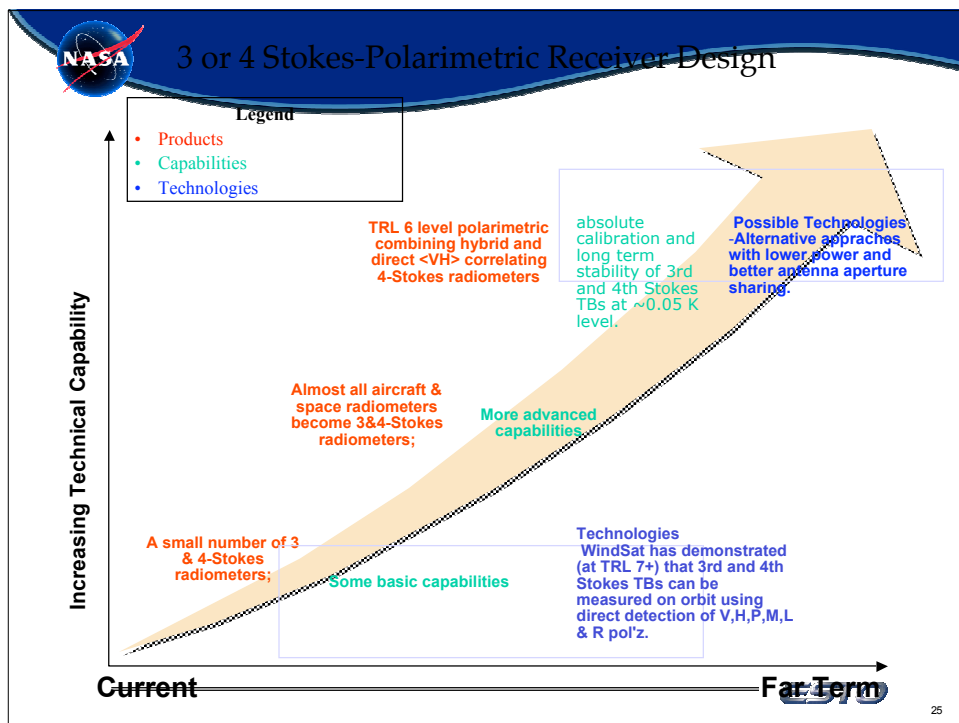 NASA
3 or 4 Stokes-Polarimetric Receiver Design
Legend
• Products
• Capabilities
• Technologies
TRL 6 level polarimetric
combining hybrid and
direct <VH> correlating
4-Stokes radiometers
absolute
calibration and
long term
stability of 3rd
and 4th Stokes
TBs at ~0.05 K
level.
Possible Technologies
-Alternative appraches
with lower power and
better antenna aperture
sharing.
Increasing Technical Capability
Almost all aircraft &
space radiometers
become 3&4-Stokes
radiometers;
More advanced
capabilities
A small number of 3
& 4-Stokes
radiometers;
Some basic capabilities
Technologies
WindSat has demonstrated
(at TRL 7+) that 3rd and 4th
Stokes TBs can be
measured on orbit using
direct detection of V,H,P,M,L
& R pol'z.
Current
Far Term
ESTO
25